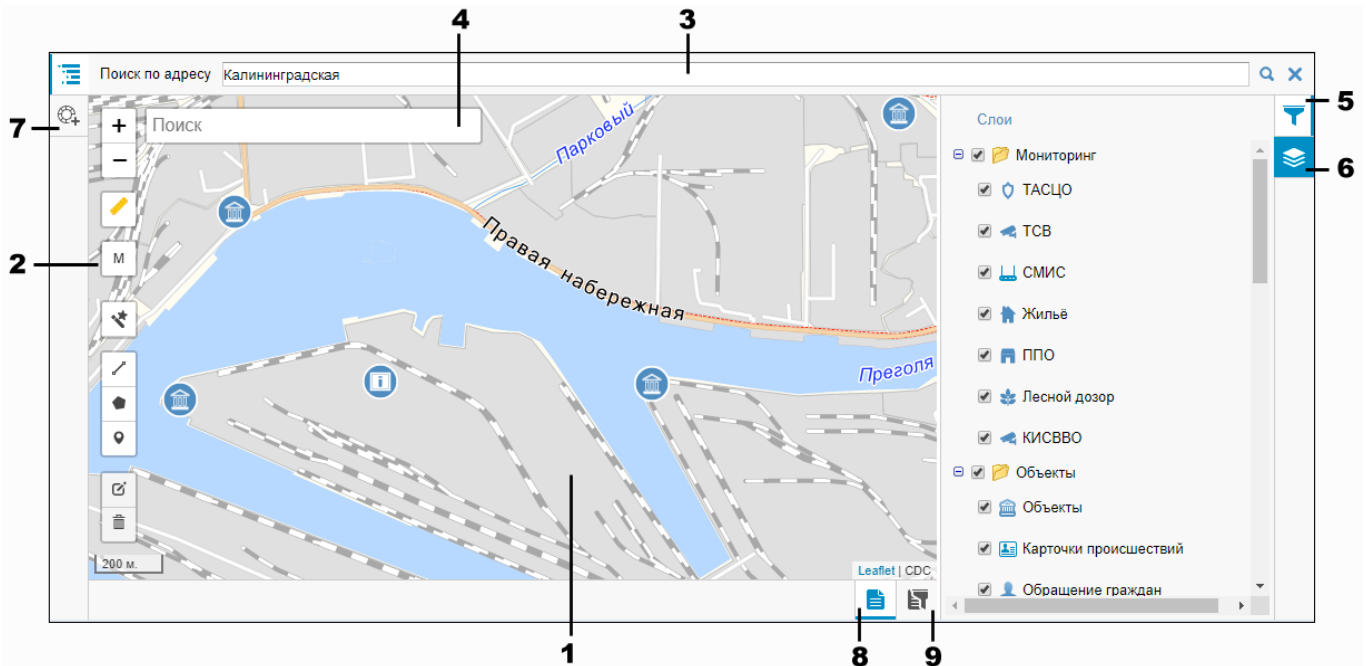 4
3
Поиск по адресу Калининградская
5
7
Поиск
Парковый
Слои
Мониторинг
6
ТАСЦО
Правая набережная
ТСВ
2
M
СМИС
Жильё
ППО
Преголя
Лесной дозор
КИСВВО
Объекты
Объекты
Карточки происшествий
200 м.
Leaflet | CDC
Обращение граждан
1
8
9